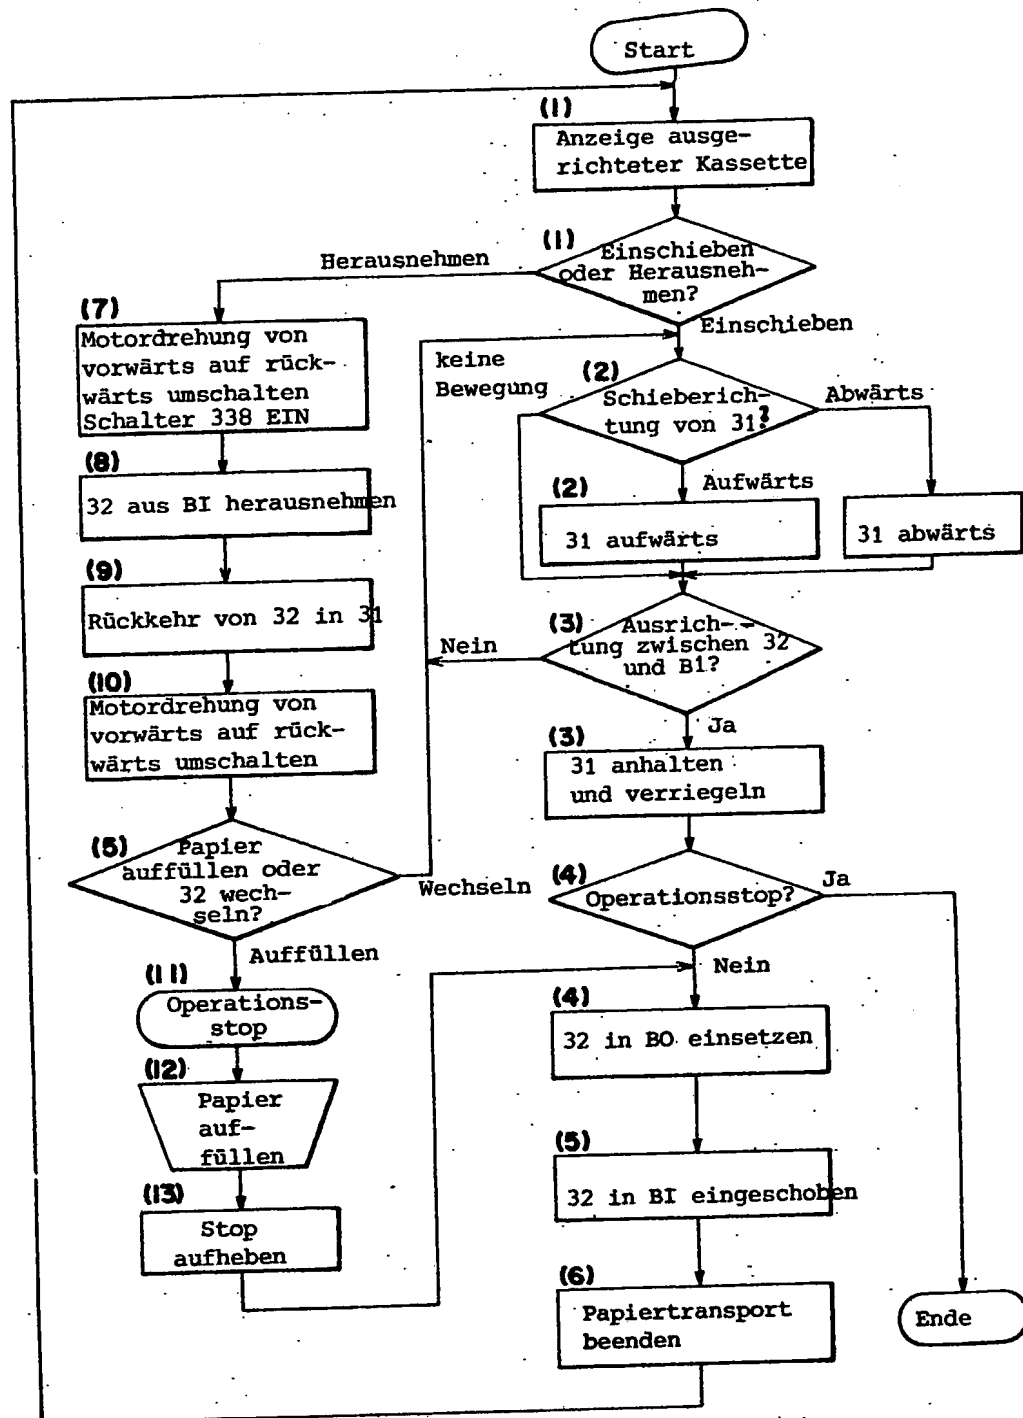 Start
(1)
Anzeige ausge-
richteter Kassette
(1)
Einschieben
oder Herausneh-
men?
Herausnehmen
Einschieben
(7)
Motordrehung von
vorwärts auf rück-
wärts umschalten
Schalter 338 EIN
keine
Bewegung
(2)
Schieberich-
tung von 31?
Abwärts
(8)
32 aus BI herausnehmen
Aufwärts
(2)
31 aufwärts
31 abwärts
(9)
Rückkehr von 32 in 31
(3)
Ausrich-
tung zwischen 32
und B1?
Nein
Ja
(10)
Motordrehung von
vorwärts auf rück-
wärts umschalten
(3)
31 anhalten
und verriegeln
(5)
Papier
auffüllen oder
32 wech-
seln?
Wechseln
(4)
Operationsstop?
Ja
Auffüllen
Nein
(11)
Operations-
stop
(4)
32 in BO einsetzen
(12)
Papier
auf-
füllen
(5)
32 in BI eingeschoben
(13)
Stop
aufheben
(6)
Papiertransport
beenden
Ende